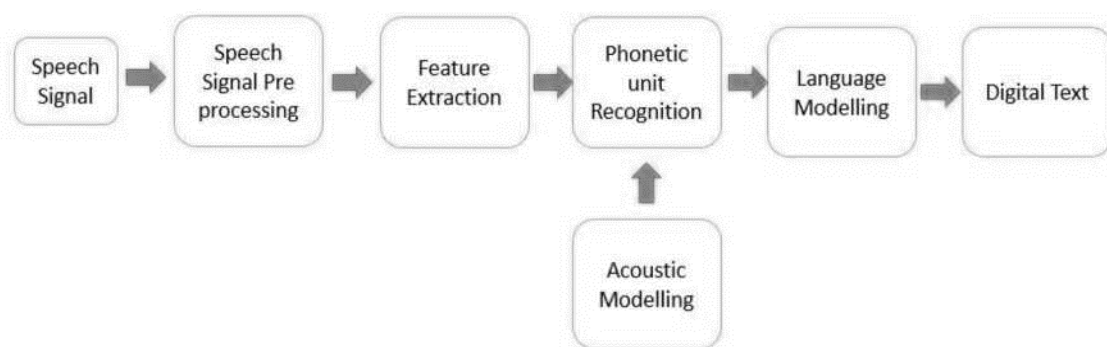 Speech
Signal
Speech
Signal Pre
processing
Feature
Extraction
Phonetic
unit
Recognition
Language
Modelling
Digital Text
Acoustic
Modelling